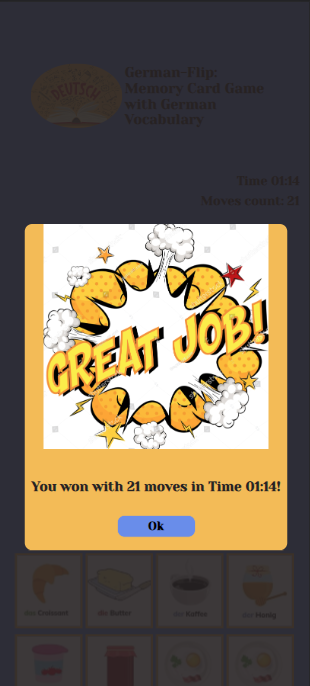 DEUTSCH
German-Flip:
Memory Card Game
with German
Vocabulary
Time 01:14
Moves count: 21
GREAT JOB!
You won with 21 moves in Time 01:14!
Ok
das Croissant
die Butter
der Kaffee
der Honig